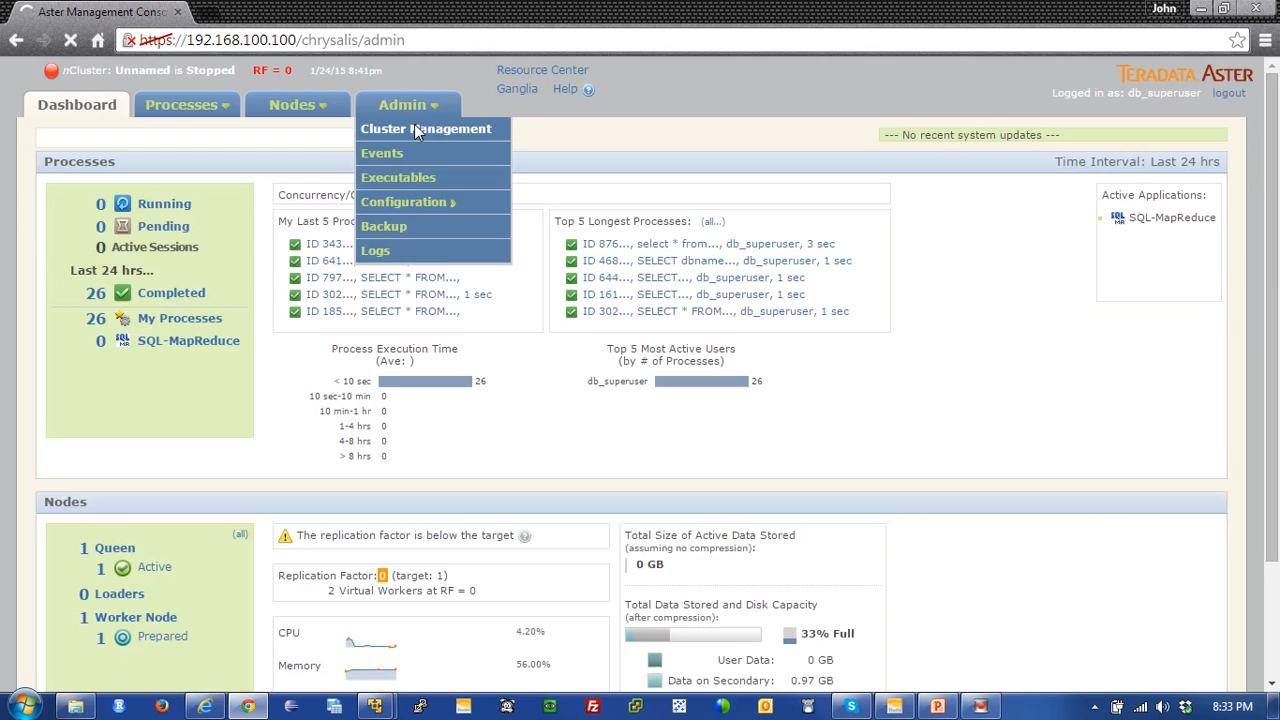 Aster Management Conso
John
https://192.168.100.100/chrysalis/admin
nCluster: Unnamed is Stopped RF = 0 1/24/15 8:41pm
Resource Center
Ganglia Help ?
TERADATA ASTER
Logged in as: db_superuser logout
Dashboard Processes Nodes Admin
Cluster Management
Events
Executables
Configuration
Backup
Logs
--- No recent system updates ---
Processes Time Interval: Last 24 hrs
0 Running
0 Pending
0 Active Sessions
Last 24 hrs...
26 Completed
26 My Processes
0 SQL-MapReduce
Concurrency/
My Last 5 Pro
ID 343...
ID 641...
ID 797..., SELECT * FROM...,
ID 302..., SELECT * FROM..., 1 sec
ID 185..., SELECT * FROM...,
Top 5 Longest Processes: (all...)
ID 876..., select * from..., db_superuser, 3 sec
ID 468..., SELECT dbname..., db_superuser, 1 sec
ID 644..., SELECT..., db_superuser, 1 sec
ID 161..., SELECT..., db_superuser, 1 sec
ID 302..., SELECT * FROM..., db_superuser, 1 sec
Active Applications:
SQL-MapReduce
Process Execution Time
(Ave: )
< 10 sec 26
10 sec-10 min 0
10 min-1 hr 0
1-4 hrs 0
4-8 hrs 0
> 8 hrs 0
Top 5 Most Active Users
(by # of Processes)
db_superuser 26
Nodes
(all)
1 Queen
1 Active
0 Loaders
1 Worker Node
1 Prepared
The replication factor is below the target ?
Replication Factor: 0 (target: 1)
2 Virtual Workers at RF = 0
CPU 4.20%
Memory 56.00%
Total Size of Active Data Stored
(assuming no compression):
0 GB
Total Data Stored and Disk Capacity
(after compression):
33% Full
User Data: 0 GB
Data on Secondary: 0.97 GB
8:33 PM